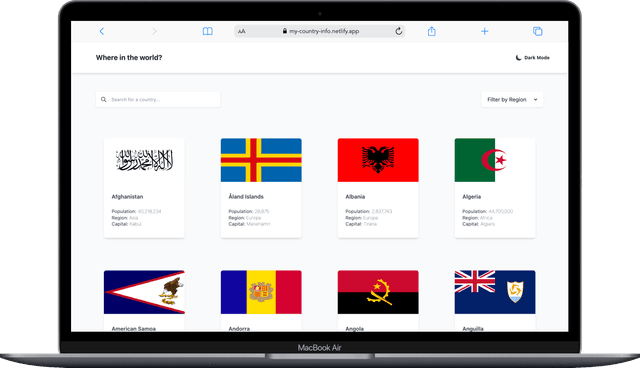 AA my-country-info.netlify.app
Where in the world?
Dark Mode
Search for a country...
Filter by Region
Afghanistan
Population: 40,218,234
Region: Asia
Capital: Kabul
Åland Islands
Population: 28,875
Region: Europe
Capital: Mariehamn
Albania
Population: 2,837,743
Region: Europe
Capital: Tirana
Algeria
Population: 44,700,000
Region: Africa
Capital: Algiers
American Samoa
Andorra
Angola
Anguilla
MacBook Air